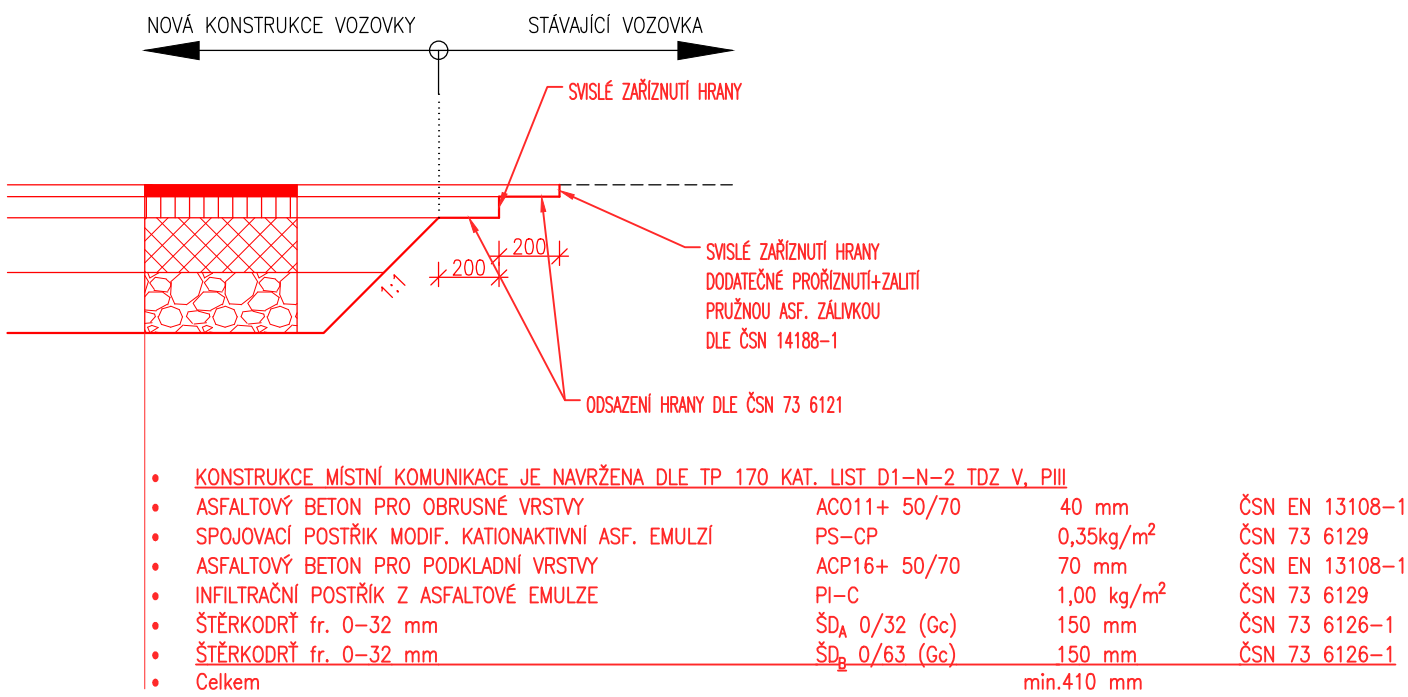 NOVÁ KONSTRUKCE VOZOVKY
STÁVAJÍCÍ VOZOVKA
SVISLÉ ZAŘÍZNUTÍ HRANY
200
200
1:1
SVISLÉ ZAŘÍZNUTÍ HRANY
DODATEČNÉ PROŘÍZNUTÍ+ZALITÍ
PRUŽNOU ASF. ZÁLIVKOU
DLE ČSN 14188-1
ODSAZENÍ HRANY DLE ČSN 73 6121
• KONSTRUKCE MÍSTNÍ KOMUNIKACE JE NAVRŽENA DLE TP 170 KAT. LIST D1-N-2 TDZ V, PIII
• ASFALTOVÝ BETON PRO OBRUSNÉ VRSTVY ACO11+ 50/70 40 mm ČSN EN 13108-1
• SPOJOVACÍ POSTŘIK MODIF. KATIONAKTIVNÍ ASF. EMULZÍ PS-CP 0,35kg/m² ČSN 73 6129
• ASFALTOVÝ BETON PRO PODKLADNÍ VRSTVY ACP16+ 50/70 70 mm ČSN EN 13108-1
• INFILTRAČNÍ POSTŘIK Z ASFALTOVÉ EMULZE PI-C 1,00 kg/m² ČSN 73 6129
• ŠTĚRKODRŤ fr. 0-32 mm ŠDA 0/32 (Gc) 150 mm ČSN 73 6126-1
• ŠTĚRKODRŤ fr. 0-32 mm ŠDB 0/63 (Gc) 150 mm ČSN 73 6126-1
• Celkem min.410 mm